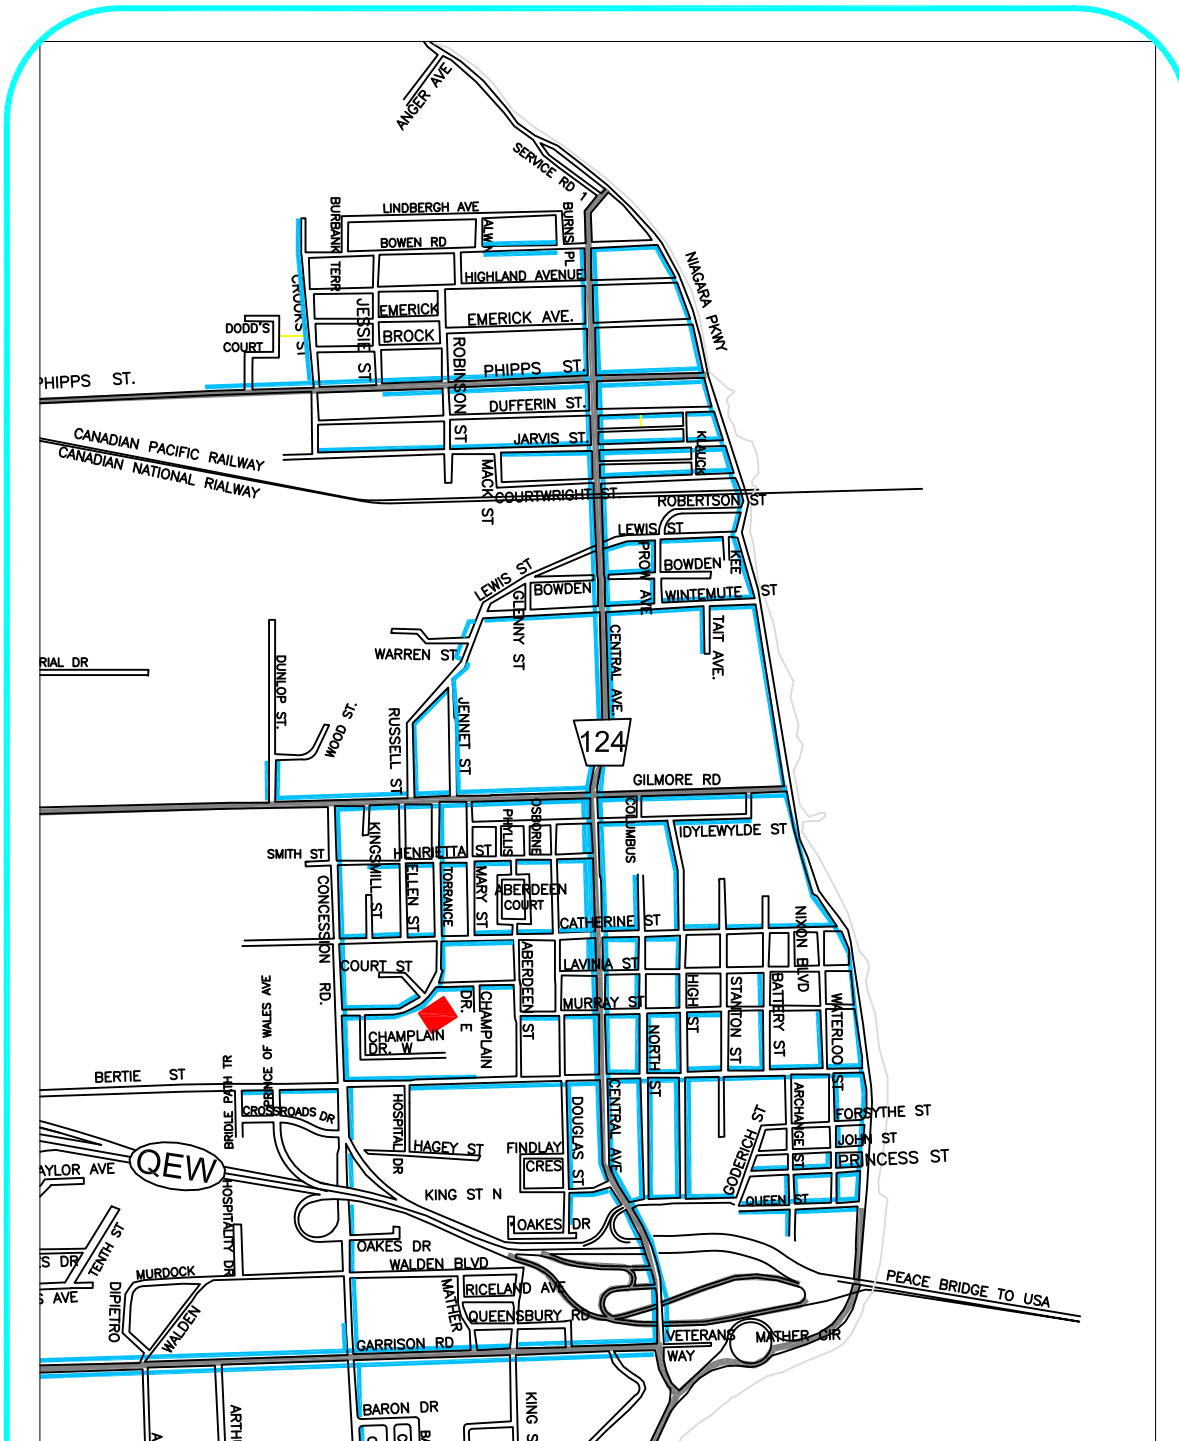 ANGER AVE
SERVICE RD 1
LINDBERGH AVE
BURBANK TERR
ALWIN
BURNS PL
BOWEN RD
NIAGARA PKWY
HIGHLAND AVENUE
CROOKS ST
JESSIE ST
EMERICK
EMERICK AVE.
DODD'S
COURT
BROCK
ROBINSON ST
PHIPPS ST.
PHIPPS ST.
DUFFERIN ST.
JARVIS ST.
KLAUCK
CANADIAN PACIFIC RAILWAY
CANADIAN NATIONAL RIALWAY
MACK ST
COURTWRIGHT ST.
ROBERTSON ST
LEWIS ST
PROW AVE
BOWDEN
KEE
LEWIS ST
BOWDEN
WINTEMUTE ST
GLENNY ST
CENTRAL AVE.
TAIT AVE.
WARREN ST
RIAL DR
DUNLOP ST.
WOOD ST.
RUSSELL ST
JENNET ST
124
GILMORE RD
PHYLLIS
OSBORNE
COLUMBUS
IDYLEWYLDE ST
KINGSMILL ST
SMITH ST
HENRIETTA ST
CONCESSION RD.
ELLEN ST
TORRANCE
MARY ST
ABERDEEN
COURT
CATHERINE ST
NIXON BLVD
COURT ST
ABERDEEN ST
LAVINIA ST
HIGH ST
STANTON ST
BATTERY ST
WATERLOO ST
PRINCE OF WALES AVE
DR. E
CHAMPLAIN
MURRAY ST
CHAMPLAIN
DR. W
NORTH ST
BERTIE ST
BRIDLE PATH TR
CROSSROADS DR
HOSPITAL DR
DOUGLAS ST
CENTRAL AVE
ARCHANGE ST
FORSYTHE ST
JOHN ST
PRINCESS ST
GODERICH ST
QUEEN ST
HAGEY ST
FINDLAY
CRES
QEW
AYLOR AVE
KING ST N
HOSPITALITY DR
OAKES DR
OAKES DR
TENTH ST
S DR
S AVE
MURDOCK
WALDEN BLVD
DIPIETRO
WALDEN
MATHER
RICELAND AVE
QUEENSBURY RD
PEACE BRIDGE TO USA
GARRISON RD
VETERANS
WAY
MATHER CIR
BARON DR
ARTH
KING S